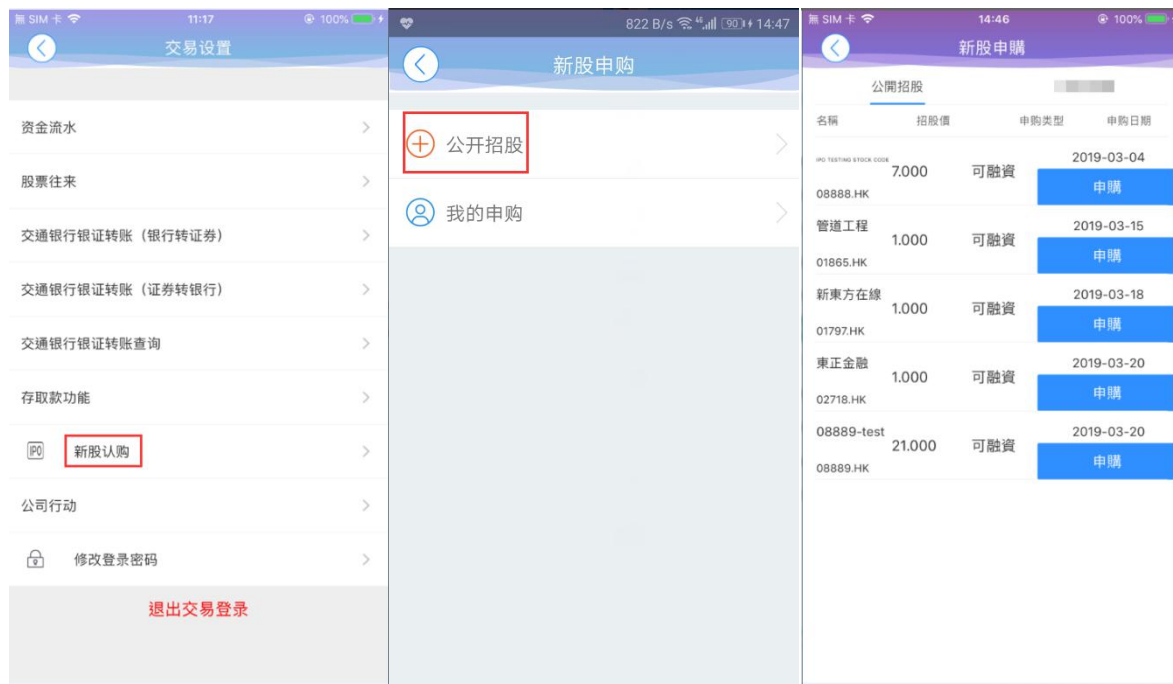 無 SIM 卡 11:17 100%
交易设置
资金流水
股票往来
交通银行银证转账（银行转证券）
交通银行银证转账（证券转银行）
交通银行银证转账查询
存取款功能
IPO 新股认购
公司行动
修改登录密码
退出交易登录
822 B/s 46 90 14:47
新股申购
公开招股
我的申购
無 SIM 卡 14:46 100%
新股申購
公開招股
名稱 招股價 申购类型 申购日期
IPO TESTING STOCK CODE 7.000 可融資 2019-03-04
08888.HK 申購
管道工程 1.000 可融資 2019-03-15
01865.HK 申購
新東方在線 1.000 可融資 2019-03-18
01797.HK 申購
東正金融 1.000 可融資 2019-03-20
02718.HK 申購
08889-test 21.000 可融資 2019-03-20
08889.HK 申購